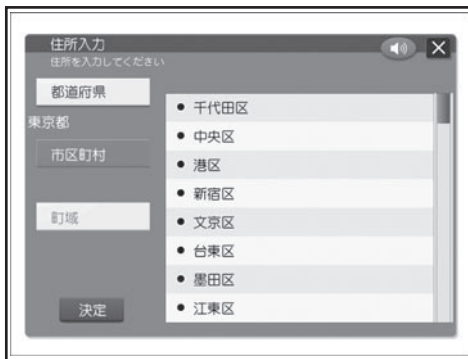 住所入力
住所を入力してください
都道府県
東京都
市区町村
町域
決定
千代田区
中央区
港区
新宿区
文京区
台東区
墨田区
江東区